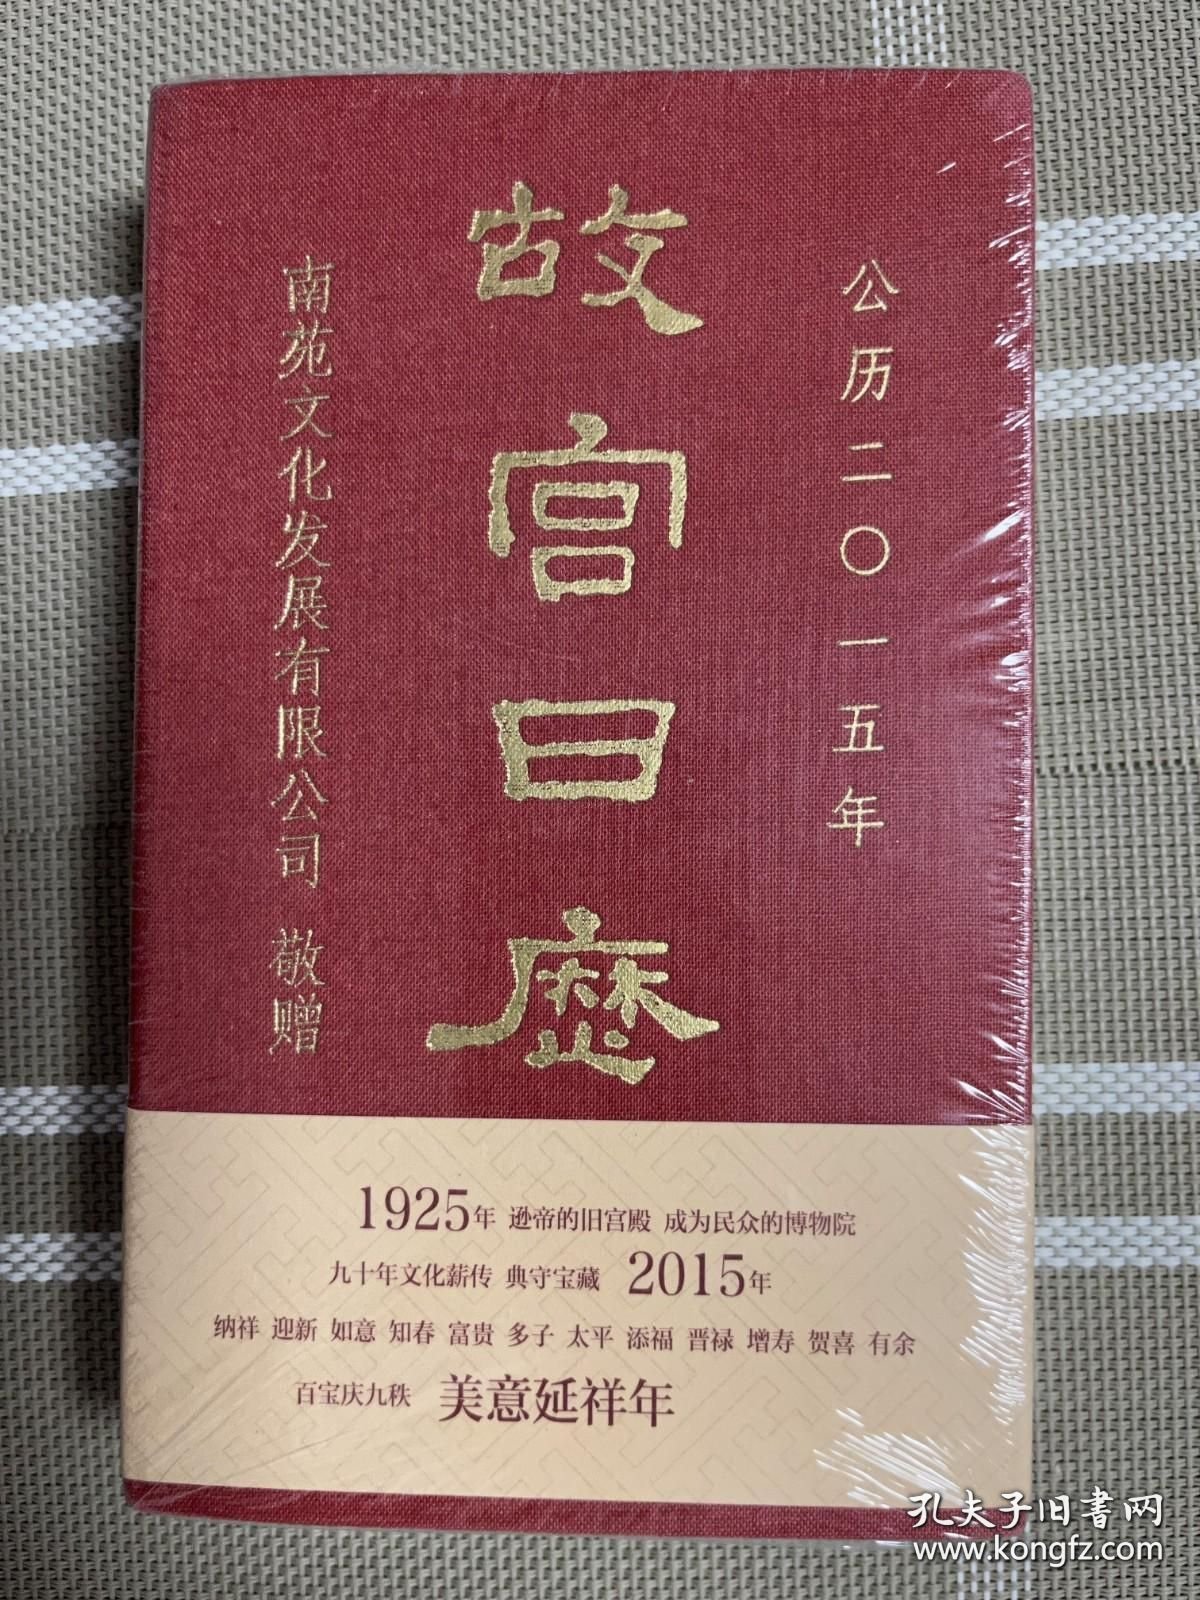 公历二〇一五年
故宫日歷
南苑文化发展有限公司 敬赠
1925年 逊帝的旧宫殿 成为民众的博物院
九十年文化薪传 典守宝藏 2015年
纳祥 迎新 如意 知春 富贵 多子 太平 添福 晋禄 增寿 贺喜 有余
百宝庆九秩 美意延祥年
孔夫子旧書网
www.kongfz.com